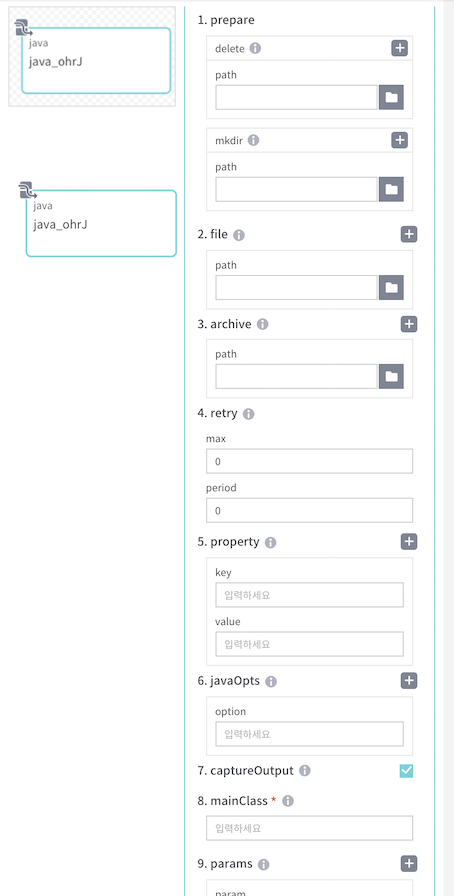 java
java_ohrJ
java
java_ohrJ
1. prepare
delete
path
mkdir
path
2. file
path
3. archive
path
4. retry
max
0
period
0
5. property
key
입력하세요
value
입력하세요
6. javaOpts
option
입력하세요
7. captureOutput
8. mainClass *
입력하세요
9. params
param